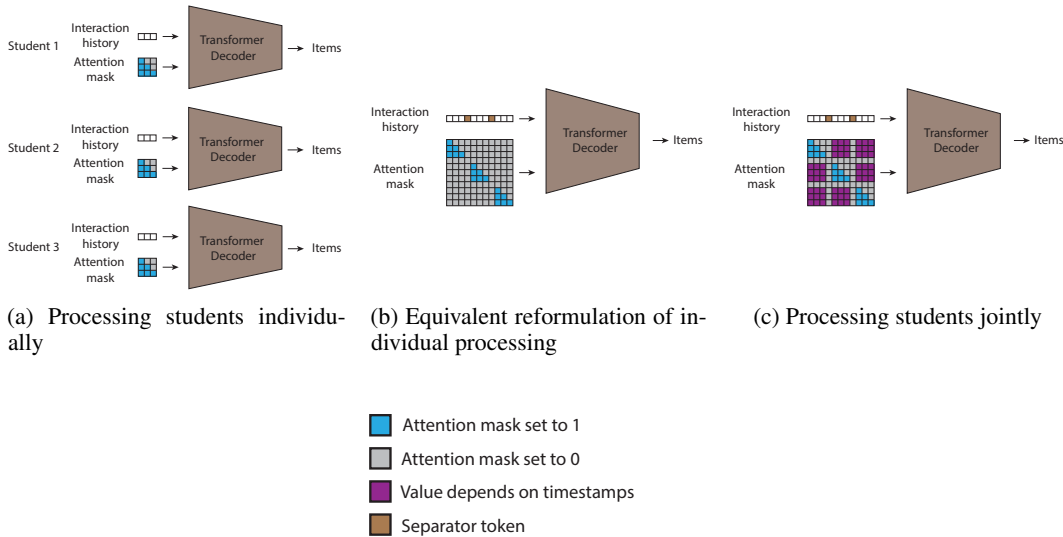 Student 1
Interaction
history
Attention
mask
Transformer
Decoder
Items
Student 2
Interaction
history
Attention
mask
Transformer
Decoder
Items
Student 3
Interaction
history
Attention
mask
Transformer
Decoder
Items
(a) Processing students individu-
ally
Interaction
history
Attention
mask
Transformer
Decoder
Items
(b) Equivalent reformulation of in-
dividual processing
Interaction
history
Attention
mask
Transformer
Decoder
Items
(c) Processing students jointly
Attention mask set to 1
Attention mask set to 0
Value depends on timestamps
Separator token